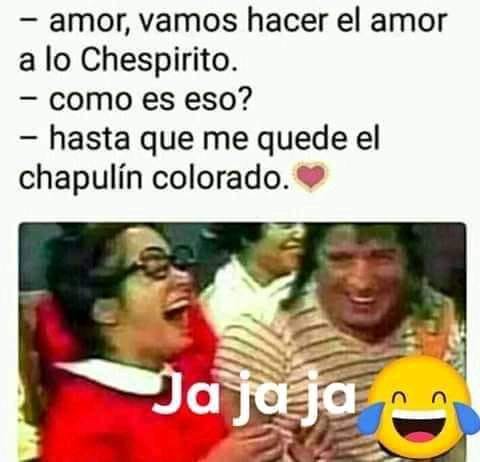 – amor, vamos hacer el amor
a lo Chespirito.
– como es eso?
– hasta que me quede el
chapulín colorado.
Ja ja ja